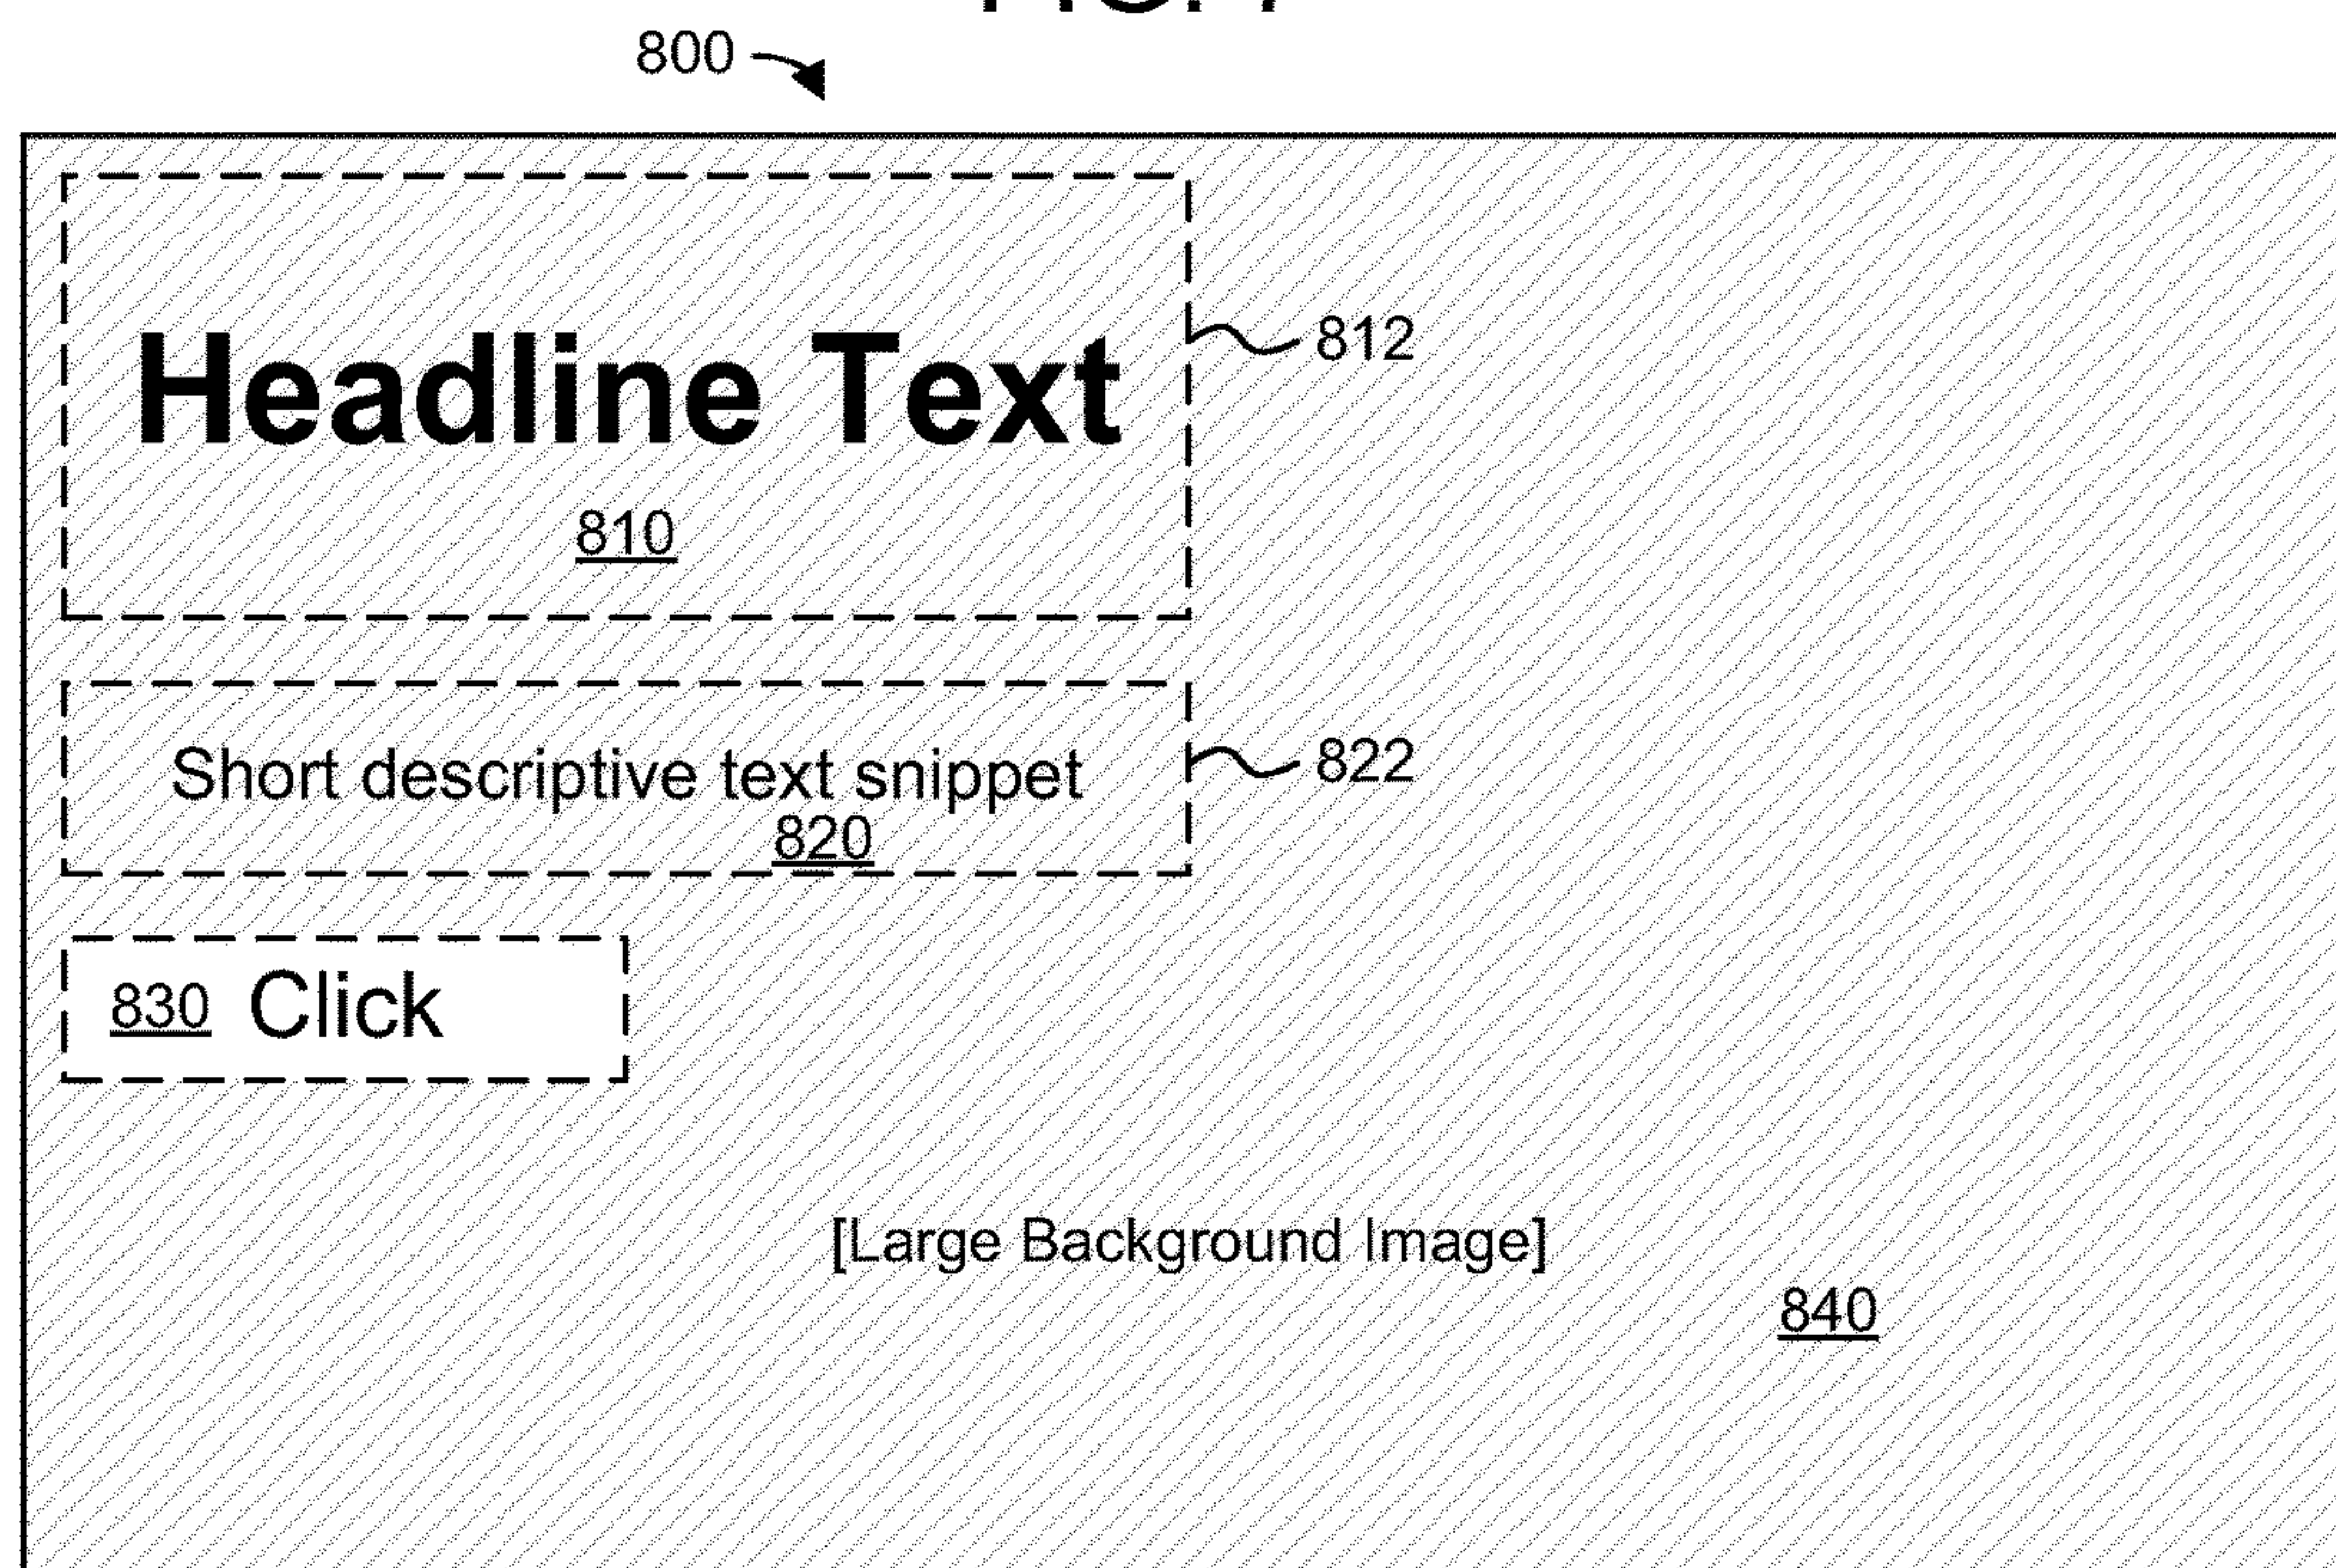 800
Headline Text
812
810
Short descriptive text snippet
822
820
830 Click
[Large Background Image]
840